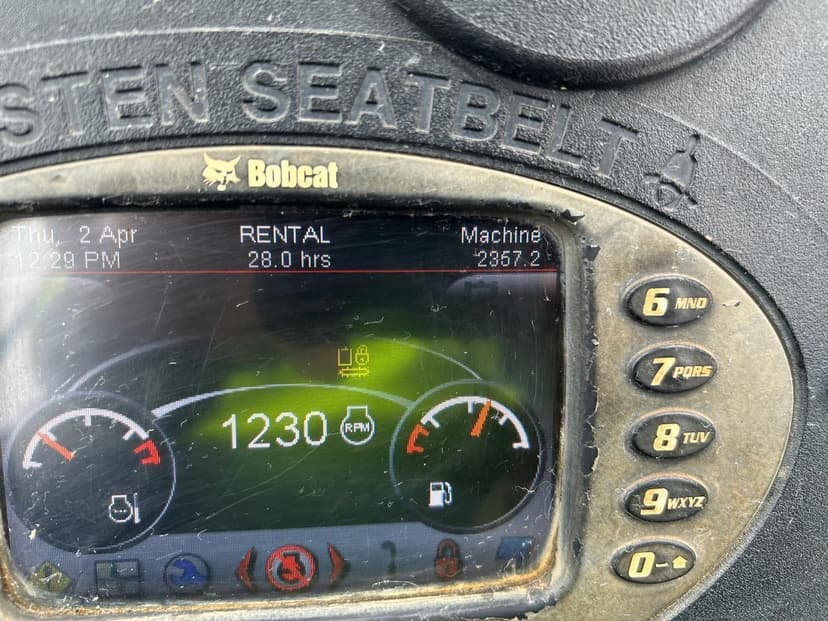 STEN SEATBELT
Bobcat
Thu, 2 Apr RENTAL Machine
12:29 PM 28.0 hrs 2357.2
1230 RPM
6 MNO
7 PQRS
8 TUV
9 WXYZ
0